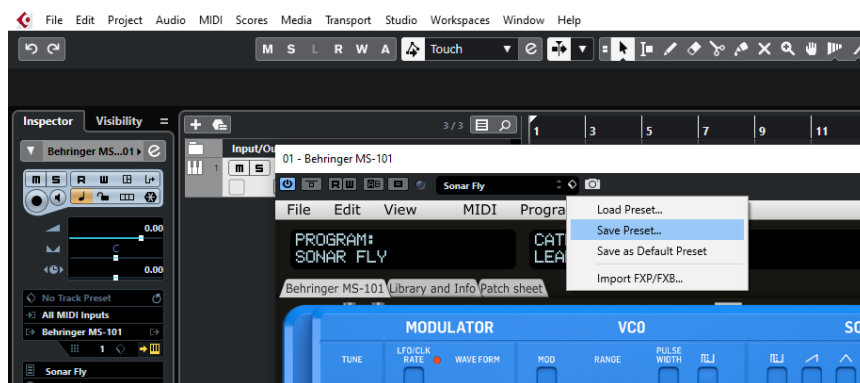 File Edit Project Audio MIDI Scores Media Transport Studio Workspaces Window Help
M S L R W A Touch
Inspector Visibility
3/3
1 3 5 7 9 11
Behringer MS...01
Input/Ou
1 m S
01 - Behringer MS-101
m S R
Sonar Fly
Load Preset...
Save Preset...
Save as Default Preset
Import FXP/FXB...
File Edit View MIDI Progra
0.00
C
0.00
PROGRAM:
SONAR FLY
CAT
LEA
Behringer MS-101 Library and Info Patch sheet
No Track Preset
All MIDI Inputs
Behringer MS-101
1
Sonar Fly
MODULATOR VCO SO
TUNE LFO/CLK RATE WAVE FORM MOD RANGE PULSE WIDTH